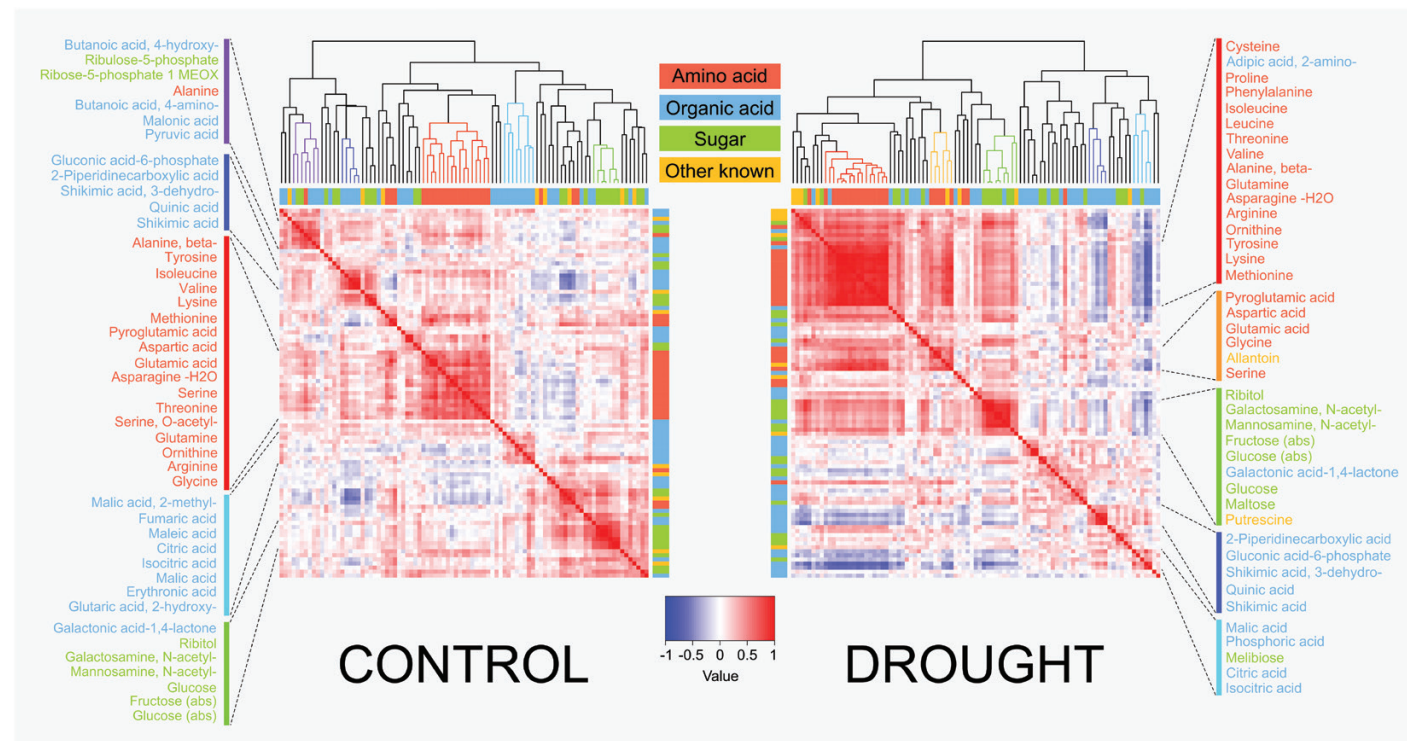 Butanoic acid, 4-hydroxy-
Ribulose-5-phosphate
Ribose-5-phosphate 1 MEOX
Alanine
Butanoic acid, 4-amino-
Malonic acid
Pyruvic acid
Gluconic acid-6-phosphate
2-Piperidinecarboxylic acid
Shikimic acid, 3-dehydro-
Quinic acid
Shikimic acid
Alanine, beta-
Tyrosine
Isoleucine
Valine
Lysine
Methionine
Pyroglutamic acid
Aspartic acid
Glutamic acid
Asparagine -H2O
Serine
Threonine
Serine, O-acetyl-
Glutamine
Ornithine
Arginine
Glycine
Malic acid, 2-methyl-
Fumaric acid
Maleic acid
Citric acid
Isocitric acid
Malic acid
Erythronic acid
Glutaric acid, 2-hydroxy-
Galactonic acid-1,4-lactone
Ribitol
Galactosamine, N-acetyl-
Mannosamine, N-acetyl-
Glucose
Fructose (abs)
Glucose (abs)
Amino acid
Organic acid
Sugar
Other known
-1 -0.5 0 0.5 1
Value
CONTROL
DROUGHT
Cysteine
Adipic acid, 2-amino-
Proline
Phenylalanine
Isoleucine
Leucine
Threonine
Valine
Alanine, beta-
Glutamine
Asparagine -H2O
Arginine
Ornithine
Tyrosine
Lysine
Methionine
Pyroglutamic acid
Aspartic acid
Glutamic acid
Glycine
Allantoin
Serine
Ribitol
Galactosamine, N-acetyl-
Mannosamine, N-acetyl-
Fructose (abs)
Glucose (abs)
Galactonic acid-1,4-lactone
Glucose
Maltose
Putrescine
2-Piperidinecarboxylic acid
Gluconic acid-6-phosphate
Shikimic acid, 3-dehydro-
Quinic acid
Shikimic acid
Malic acid
Phosphoric acid
Melibiose
Citric acid
Isocitric acid